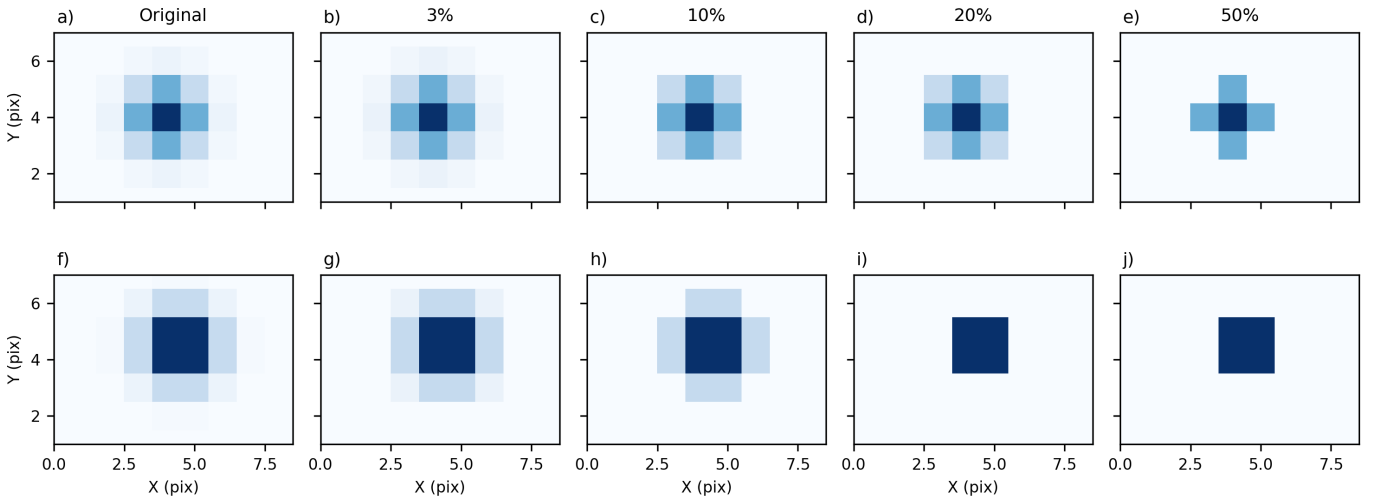 a) Original b) 3% c) 10% d) 20% e) 50%
6
4
2
Y (pix)
f) g) h) i) j)
6
4
2
Y (pix)
0.0 2.5 5.0 7.5 0.0 2.5 5.0 7.5 0.0 2.5 5.0 7.5 0.0 2.5 5.0 7.5 0.0 2.5 5.0 7.5
X (pix) X (pix) X (pix) X (pix) X (pix)